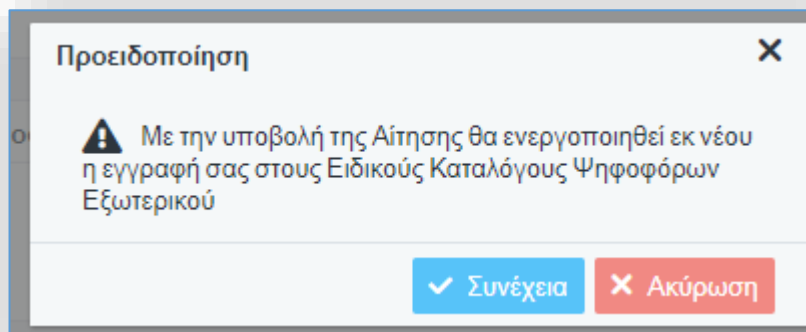 Προειδοποίηση
Με την υποβολή της Αίτησης θα ενεργοποιηθεί εκ νέου
η εγγραφή σας στους Ειδικούς Καταλόγους Ψηφοφόρων
Εξωτερικού
Συνέχεια Ακύρωση